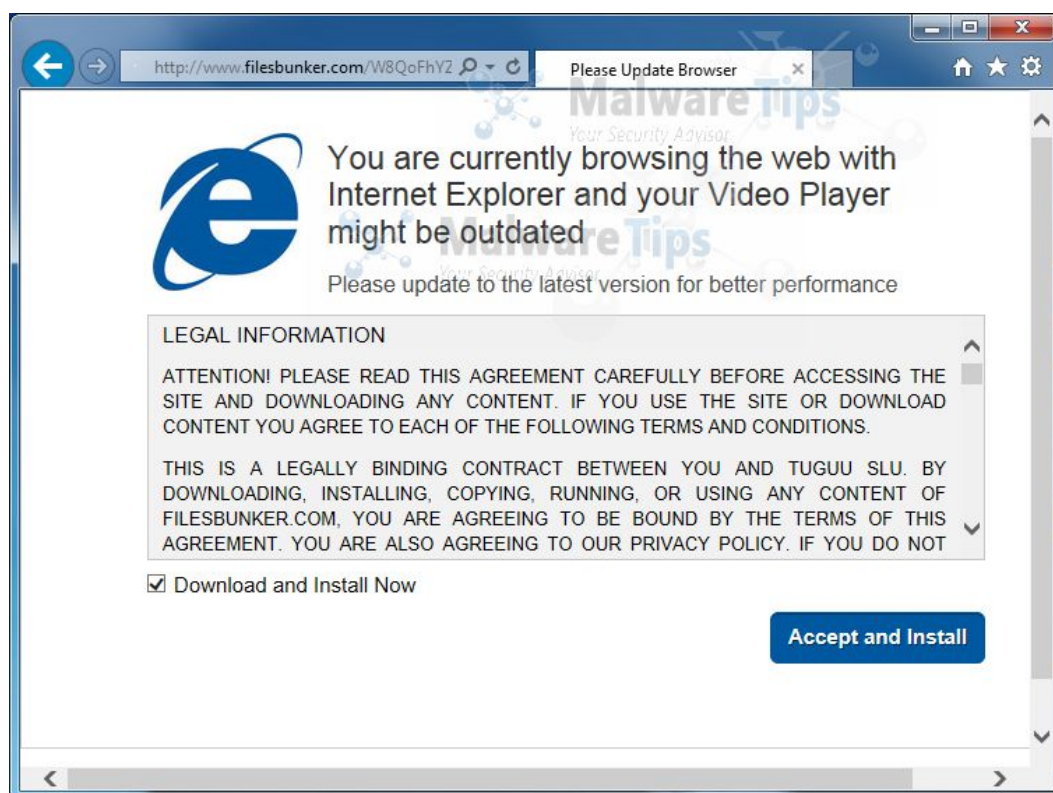 http://www.filesbunker.com/W8QoFhYZ
Please Update Browser
MalwareTips
Your Security Advisor
You are currently browsing the web with
Internet Explorer and your Video Player
might be outdated
MalwareTips
Your Security Advisor
Please update to the latest version for better performance
LEGAL INFORMATION
ATTENTION! PLEASE READ THIS AGREEMENT CAREFULLY BEFORE ACCESSING THE
SITE AND DOWNLOADING ANY CONTENT. IF YOU USE THE SITE OR DOWNLOAD
CONTENT YOU AGREE TO EACH OF THE FOLLOWING TERMS AND CONDITIONS.
THIS IS A LEGALLY BINDING CONTRACT BETWEEN YOU AND TUGUU SLU. BY
DOWNLOADING, INSTALLING, COPYING, RUNNING, OR USING ANY CONTENT OF
FILESBUNKER.COM, YOU ARE AGREEING TO BE BOUND BY THE TERMS OF THIS
AGREEMENT. YOU ARE ALSO AGREEING TO OUR PRIVACY POLICY. IF YOU DO NOT
Download and Install Now
Accept and Install